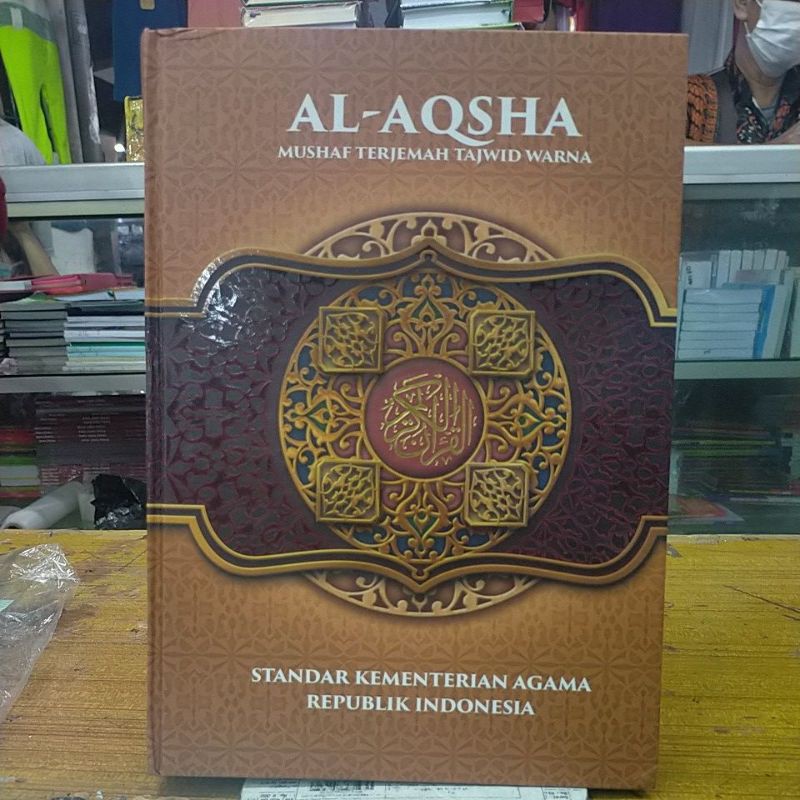 AL-AQSHA
MUSHAF TERJEMAH TAJWID WARNA
القرآن الكريم
STANDAR KEMENTERIAN AGAMA
REPUBLIK INDONESIA